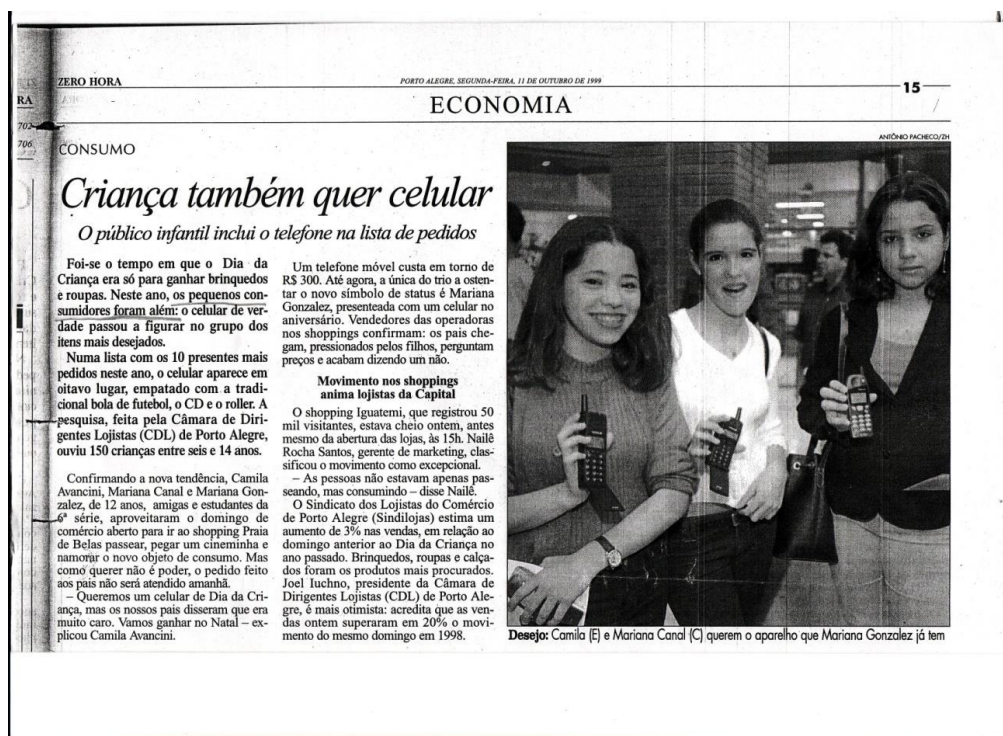 ZERO HORA
PORTO ALEGRE, SEGUNDA-FEIRA, 11 DE OUTUBRO DE 1999
15
ECONOMIA
RA
702
706
ANTÔNIO PACHECO/ZH
CONSUMO
Criança também quer celular
O público infantil inclui o telefone na lista de pedidos
Foi-se o tempo em que o Dia da
Criança era só para ganhar brinquedos
e roupas. Neste ano, os pequenos con-
sumidores foram além: o celular de ver-
dade passou a figurar no grupo dos
itens mais desejados.
Numa lista com os 10 presentes mais
pedidos neste ano, o celular aparece em
oitavo lugar, empatado com a tradi-
cional bola de futebol, o CD e o roller. A
pesquisa, feita pela Câmara de Diri-
gentes Lojistas (CDL) de Porto Alegre,
ouviu 150 crianças entre seis e 14 anos.
Confirmando a nova tendência, Camila
Avancini, Mariana Canal e Mariana Gon-
zalez, de 12 anos, amigas e estudantes da
6ª série, aproveitaram o domingo de
comércio aberto para ir ao shopping Praia
de Belas passear, pegar um cineminha e
namorar o novo objeto de consumo. Mas
como querer não é poder, o pedido feito
aos pais não será atendido amanhã.
– Queremos um celular de Dia da Cri-
ança, mas os nossos pais disseram que era
muito caro. Vamos ganhar no Natal – ex-
plicou Camila Avancini.
Um telefone móvel custa em torno de
R$ 300. Até agora, a única do trio a osten-
tar o novo símbolo de status é Mariana
Gonzalez, presenteada com um celular no
aniversário. Vendedores das operadoras
nos shoppings confirmam: os pais che-
gam, pressionados pelos filhos, perguntam
preços e acabam dizendo um não.
Movimento nos shoppings
anima lojistas da Capital
O shopping Iguatemi, que registrou 50
mil visitantes, estava cheio ontem, antes
mesmo da abertura das lojas, às 15h. Nailê
Rocha Santos, gerente de marketing, clas-
sificou o movimento como excepcional.
– As pessoas não estavam apenas pas-
seando, mas consumindo – disse Nailê.
O Sindicato dos Lojistas do Comércio
de Porto Alegre (Sindilojas) estima um
aumento de 3% nas vendas, em relação ao
domingo anterior ao Dia da Criança no
ano passado. Brinquedos, roupas e calça-
dos foram os produtos mais procurados.
Joel Iuchno, presidente da Câmara de
Dirigentes Lojistas (CDL) de Porto Ale-
gre, é mais otimista: acredita que as ven-
das ontem superaram em 20% o movi-
mento do mesmo domingo em 1998.
Desejo: Camila (E) e Mariana Canal (C) querem o aparelho que Mariana Gonzalez já tem